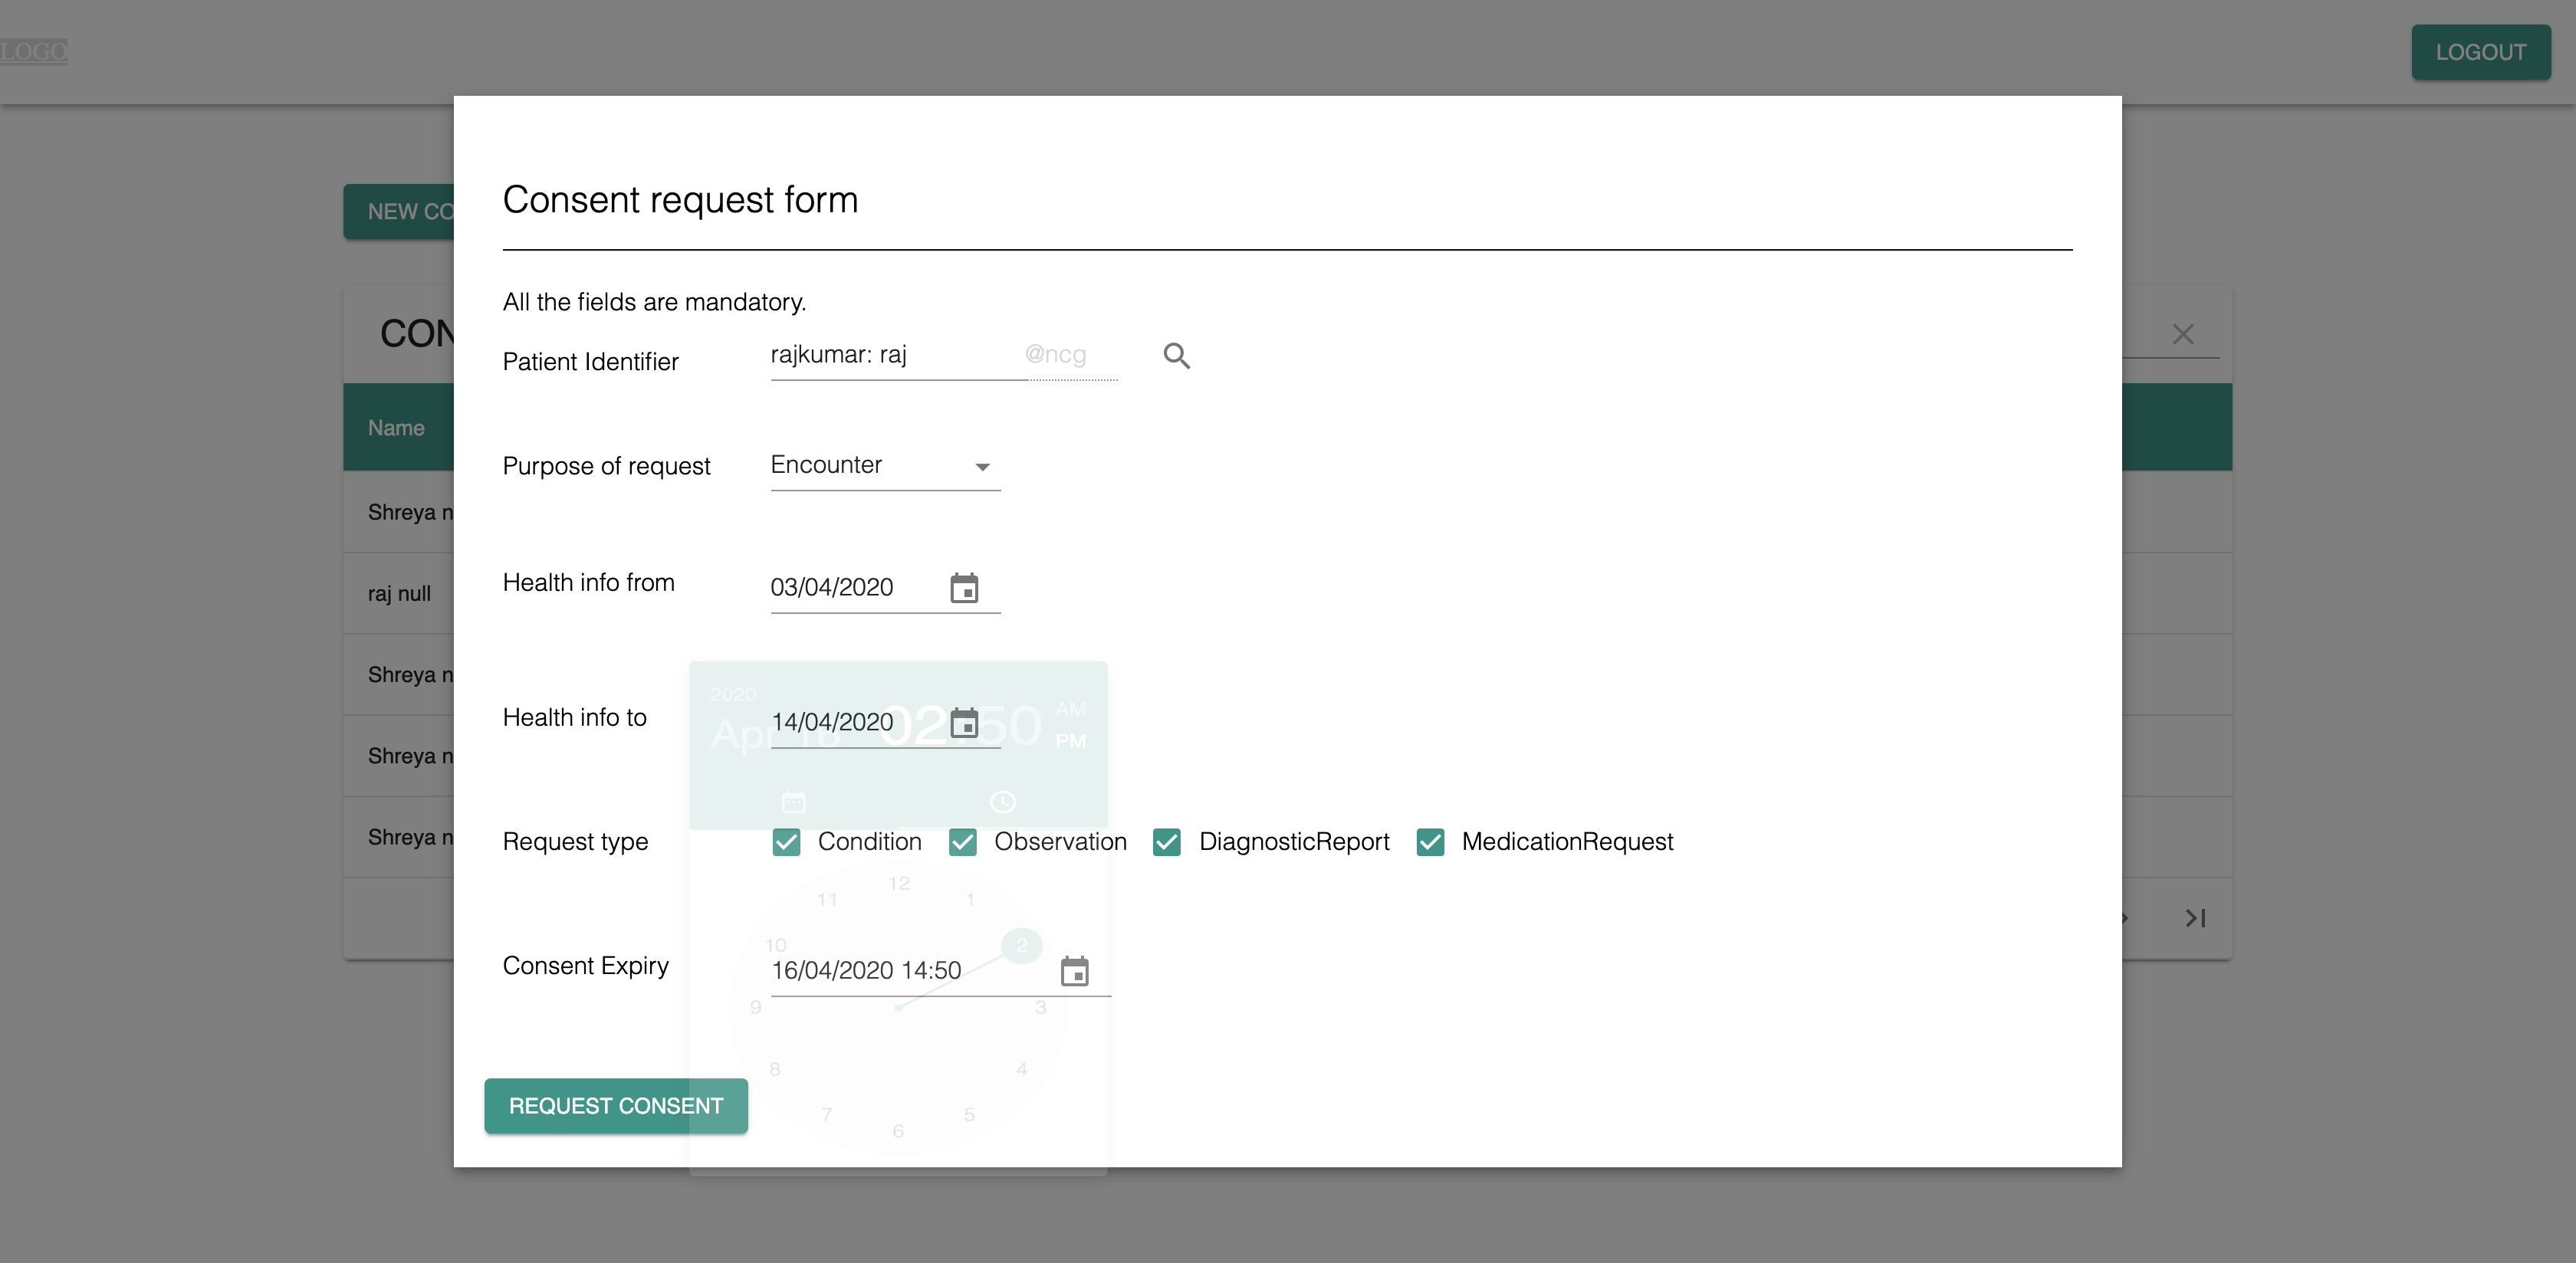 LOGO
LOGOUT
NEW CO
Consent request form
All the fields are mandatory.
CON
Patient Identifier rajkumar: raj @ncg
Name
Purpose of request Encounter
Shreya n
Health info from 03/04/2020
raj null
Shreya n
2020
Health info to 14/04/2020
Apr 16 02:50 AM
PM
Shreya n
Shreya n
Request type Condition Observation DiagnosticReport MedicationRequest
12
11 1
10 2
Consent Expiry 16/04/2020 14:50
9 3
8 4
REQUEST CONSENT
7 5
6